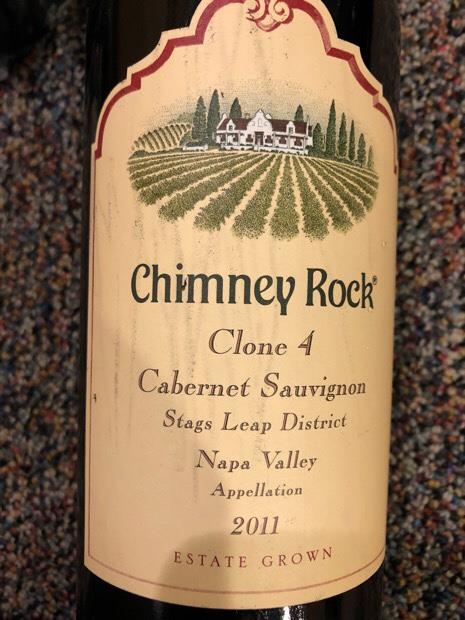 Chimney Rock®
Clone 4
Cabernet Sauvignon
Stags Leap District
Napa Valley
Appellation
2011
ESTATE GROWN